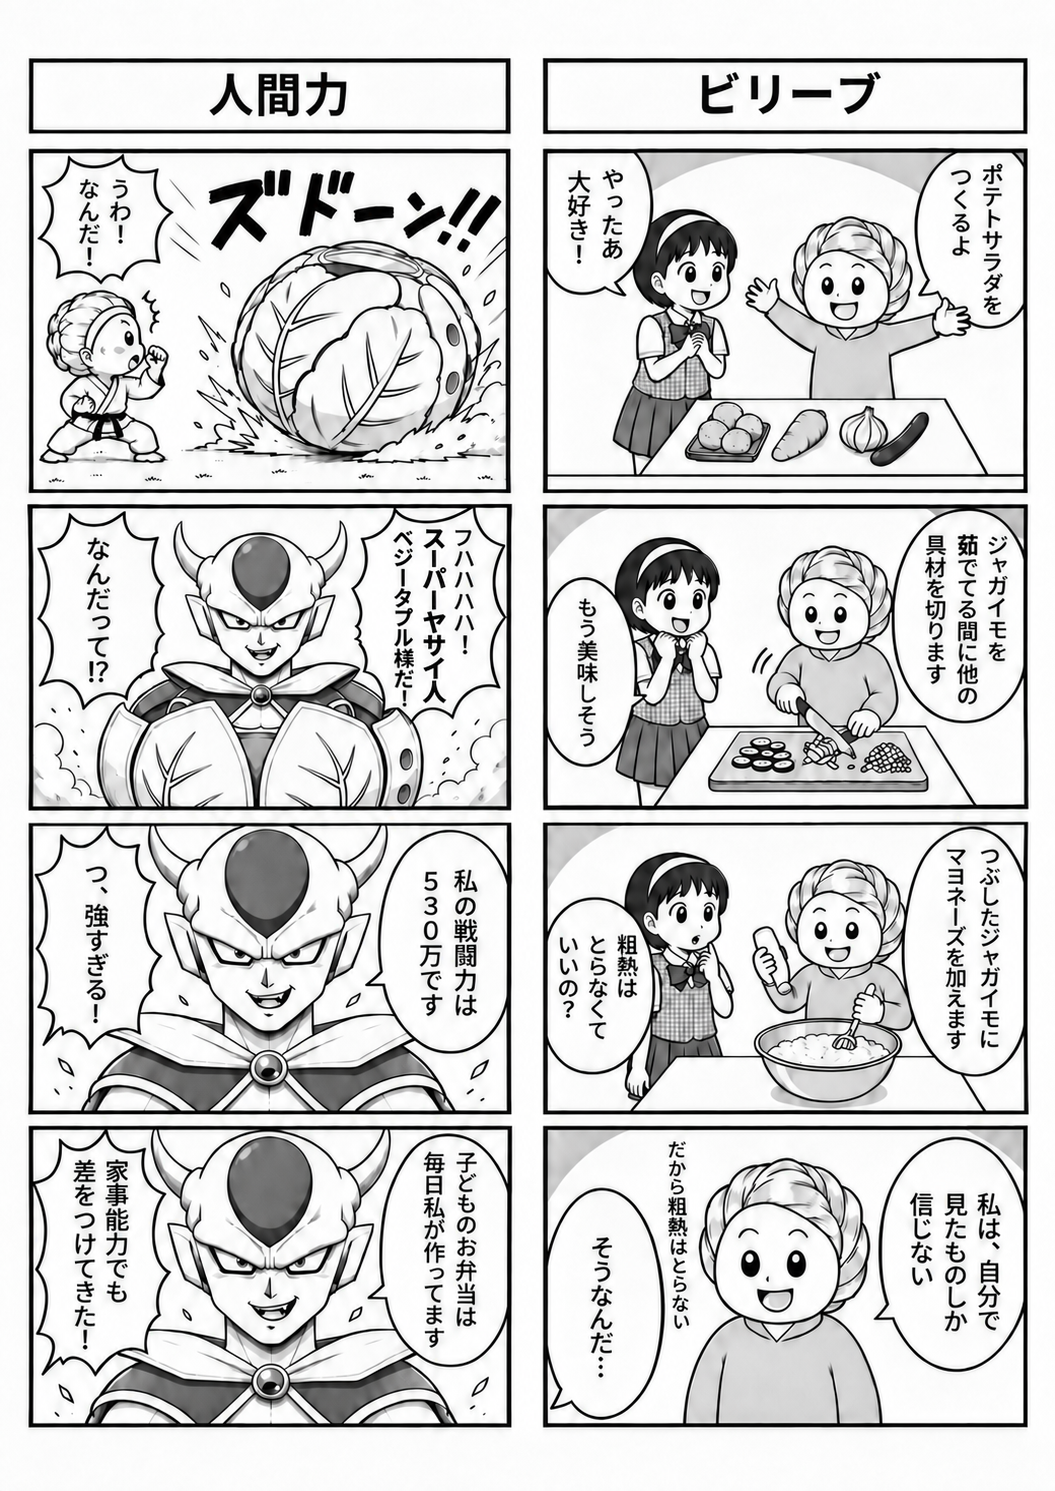 ビリーブ
ポテトサラダを
つくるよ
やったあ
大好き!
ジャガイモを
茹でてる間に他の
具材を切ります
もう美味しそう
つぶしたジャガイモに
マヨネーズを加えます
粗熱は
とらなくて
いいの?
私は、自分で
見たものしか
信じない
だから粗熱はとらない
そうなんだ…
人間力
ズドーン!!
うわ!
なんだ!
フハハハハ!
スーパーヤサイ人
ベジータプル様だ!
なんだって!?
私の戦闘力は
530万です
つ、強すぎる!
子どものお弁当は
毎日私が作ってます
家事能力でも
差をつけてきた!